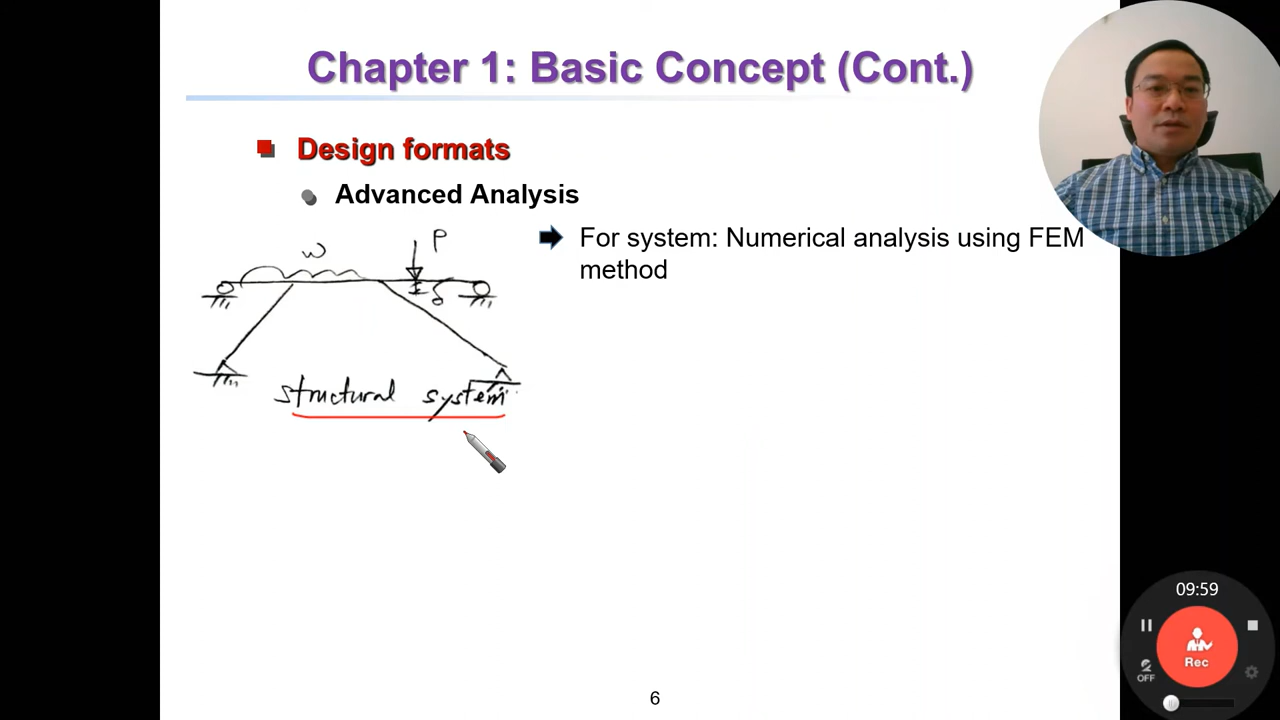 Chapter 1: Basic Concept (Cont.)
Design formats
Advanced Analysis
For system: Numerical analysis using FEM
method
w
P
δ
structural system
09:59
Rec
OFF
6